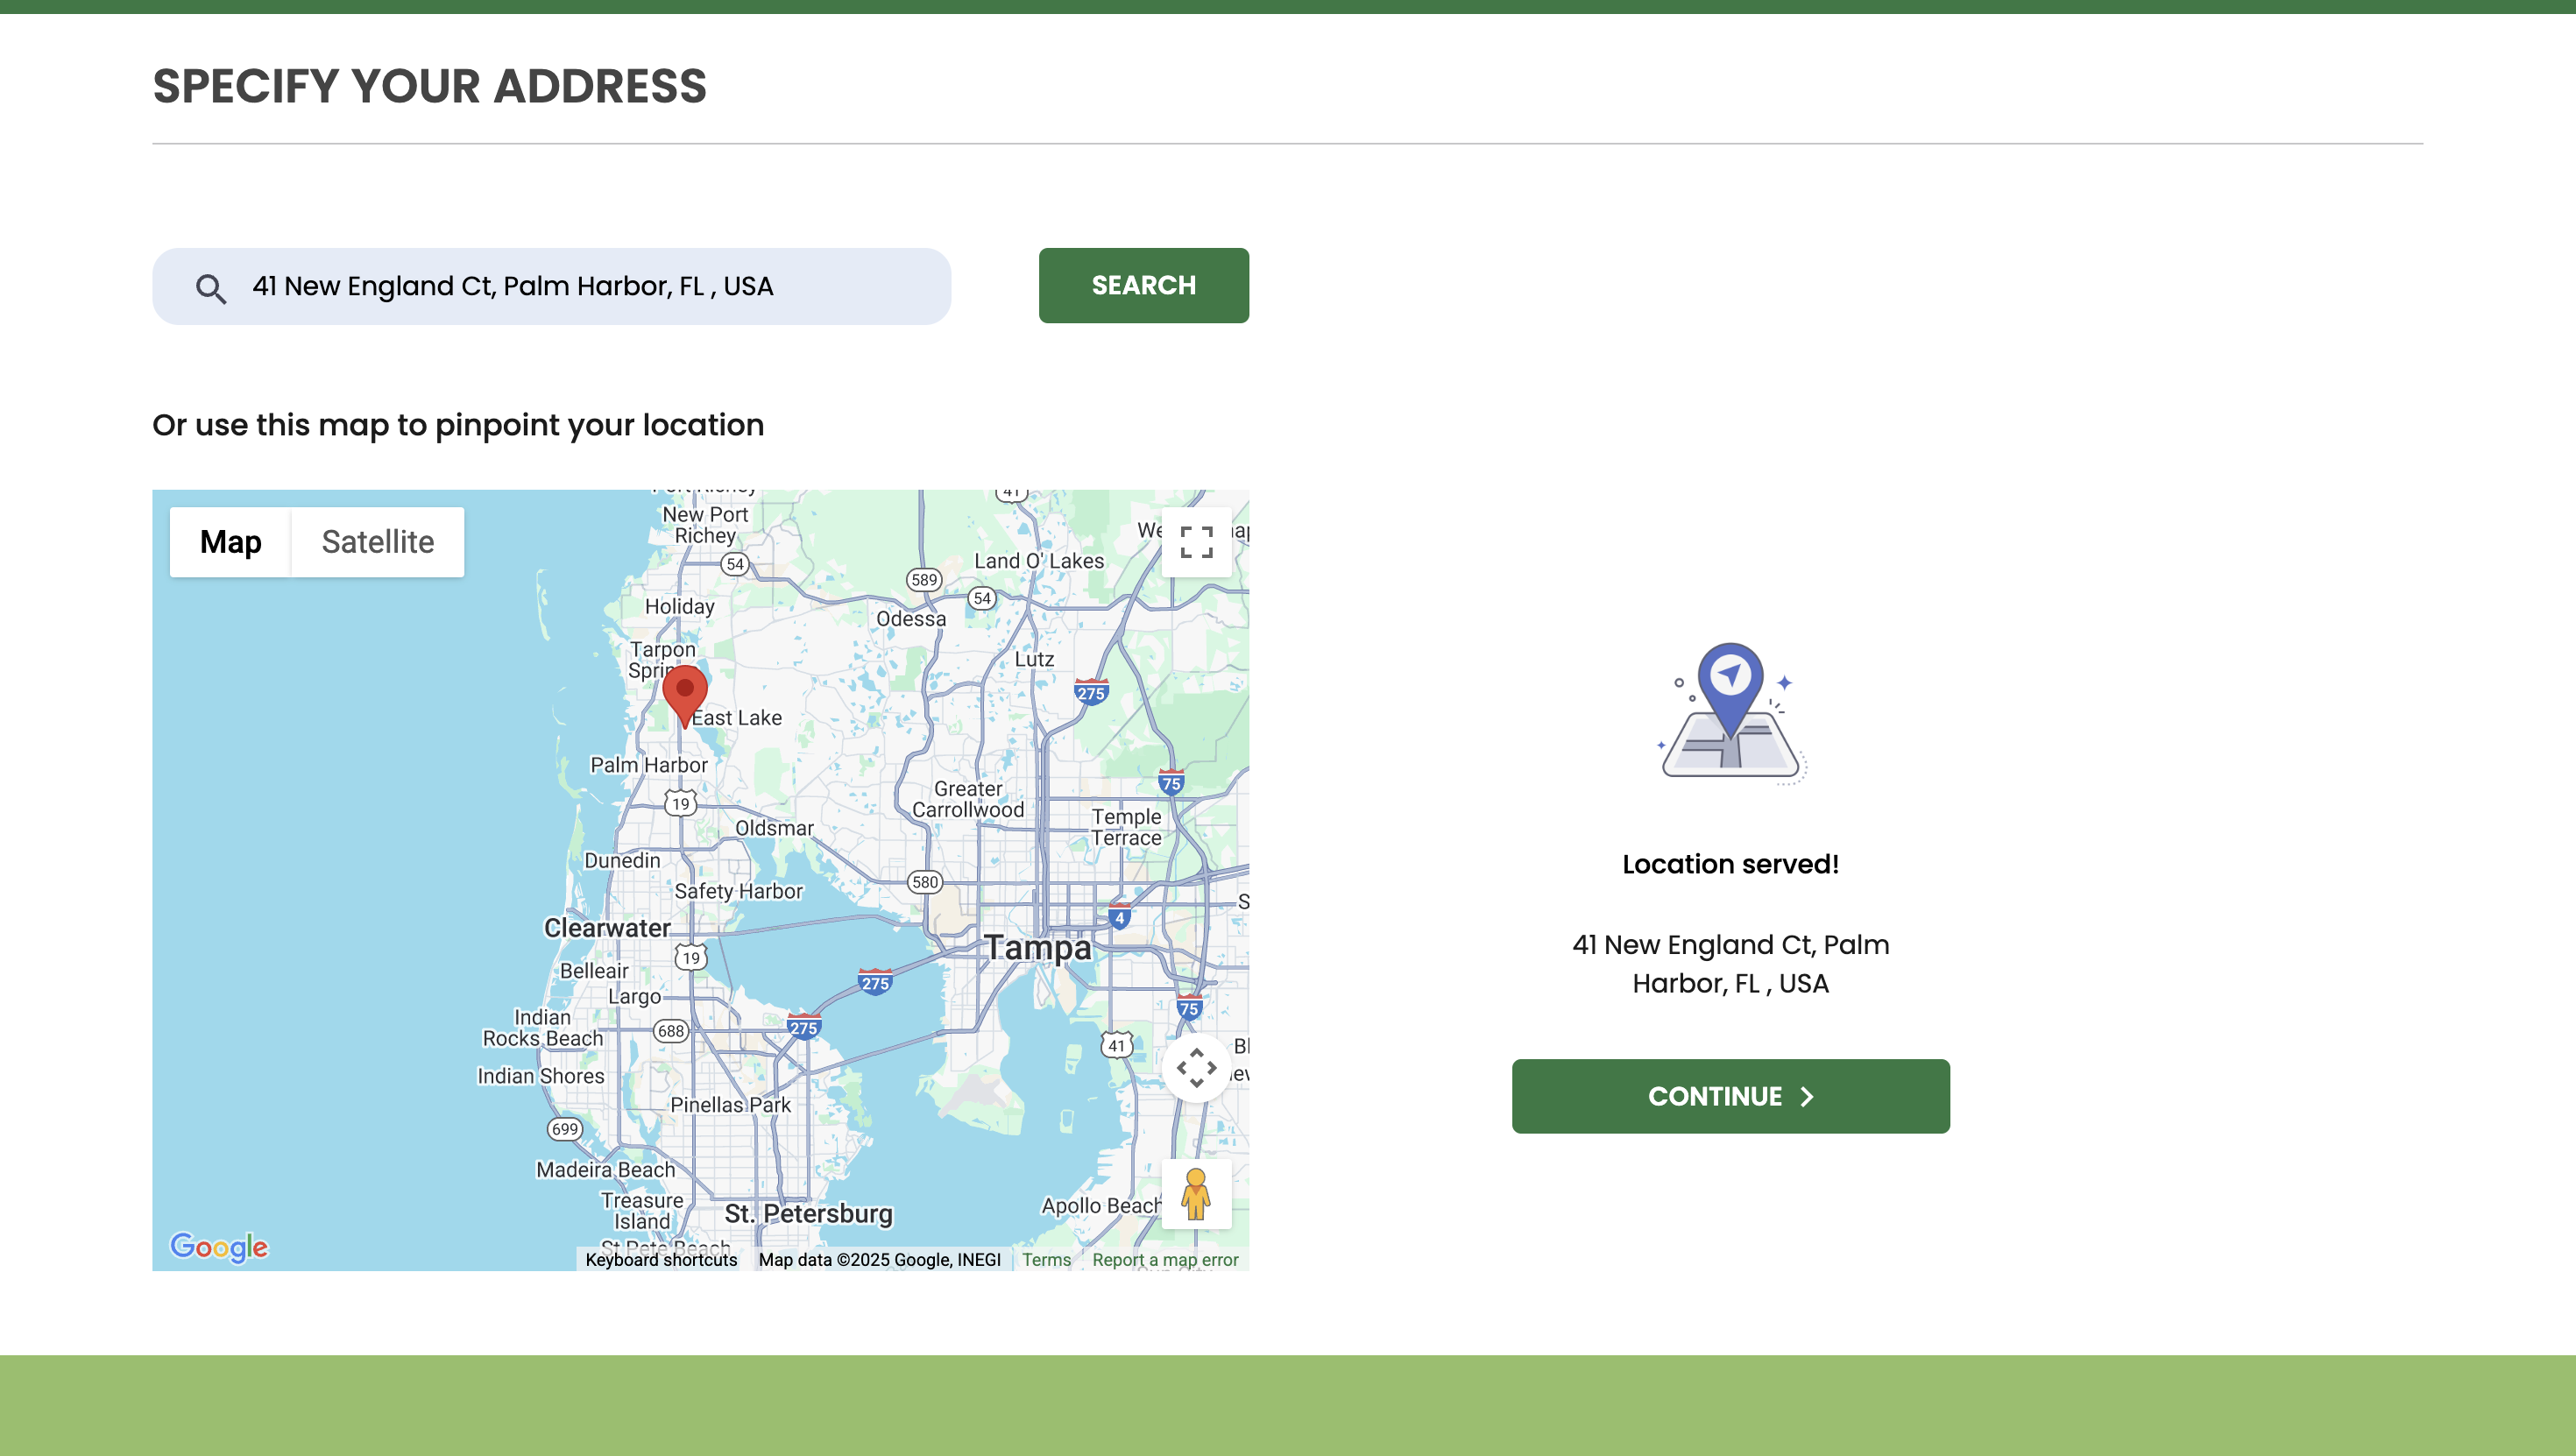 SPECIFY YOUR ADDRESS
41 New England Ct, Palm Harbor, FL , USA
SEARCH
Or use this map to pinpoint your location
Map
Satellite
New Port
Richey
41
54
Land O' Lakes
589
54
Holiday
Odessa
Tarpon
Lutz
275
East Lake
Palm Harbor
75
19
Greater
Carrollwood
Temple
Terrace
Oldsmar
Dunedin
580
Safety Harbor
4
Clearwater
Tampa
19
Belleair
275
Largo
75
Indian
Rocks Beach
688
275
41
Indian Shores
Pinellas Park
699
Madeira Beach
Treasure
Island
St. Petersburg
Apollo Beach
St Pete Beach
Google
Keyboard shortcuts
Map data ©2025 Google, INEGI
Terms
Report a map error
Location served!
41 New England Ct, Palm
Harbor, FL , USA
CONTINUE